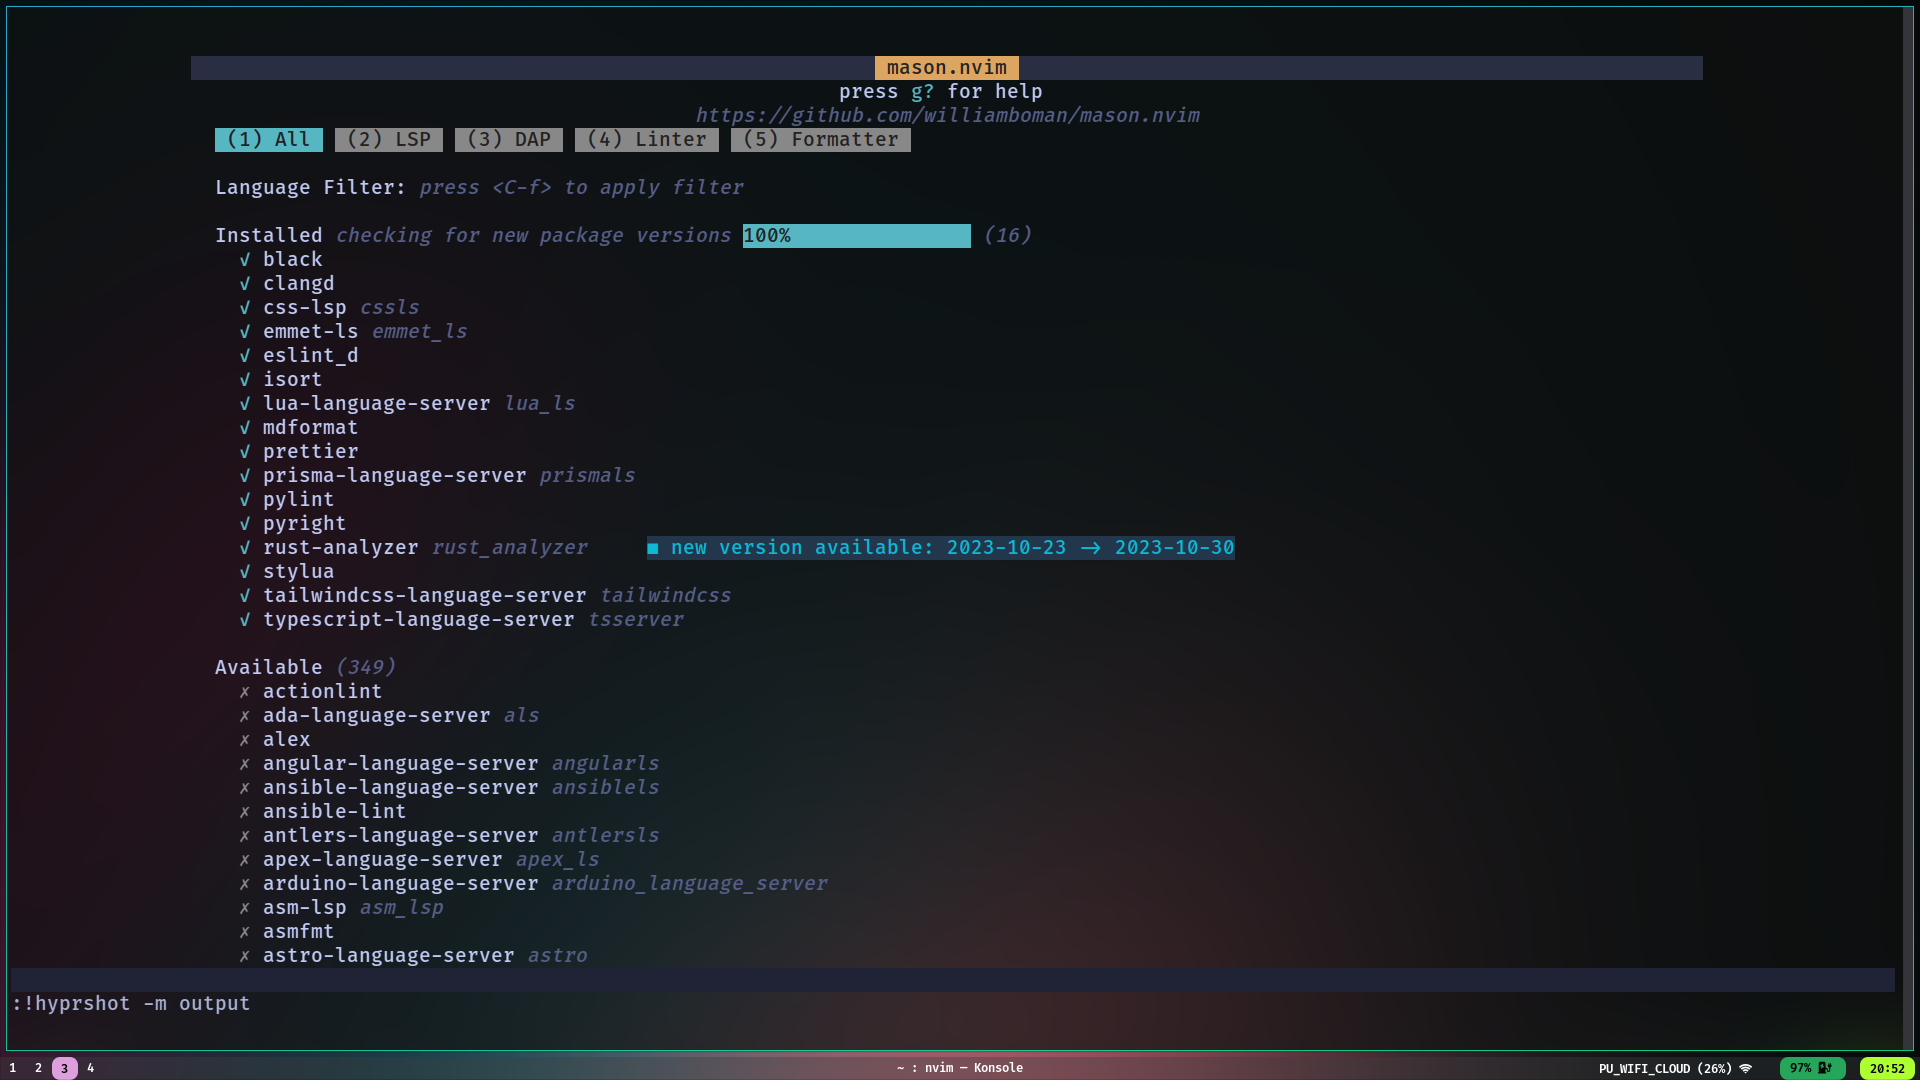 mason.nvim
press g? for help
https://github.com/williamboman/mason.nvim
(1) All (2) LSP (3) DAP (4) Linter (5) Formatter
Language Filter: press <C-f> to apply filter
Installed checking for new package versions 100% (16)
✓ black
✓ clangd
✓ css-lsp cssls
✓ emmet-ls emmet_ls
✓ eslint_d
✓ isort
✓ lua-language-server lua_ls
✓ mdformat
✓ prettier
✓ prisma-language-server prismals
✓ pylint
✓ pyright
✓ rust-analyzer rust_analyzer ■ new version available: 2023-10-23 -> 2023-10-30
✓ stylua
✓ tailwindcss-language-server tailwindcss
✓ typescript-language-server tsserver
Available (349)
✗ actionlint
✗ ada-language-server als
✗ alex
✗ angular-language-server angularls
✗ ansible-language-server ansiblels
✗ ansible-lint
✗ antlers-language-server antlersls
✗ apex-language-server apex_ls
✗ arduino-language-server arduino_language_server
✗ asm-lsp asm_lsp
✗ asmfmt
✗ astro-language-server astro
:!hyprshot -m output
1 2 3 4 ~ : nvim — Konsole PU_WIFI_CLOUD (26%) 97% 20:52